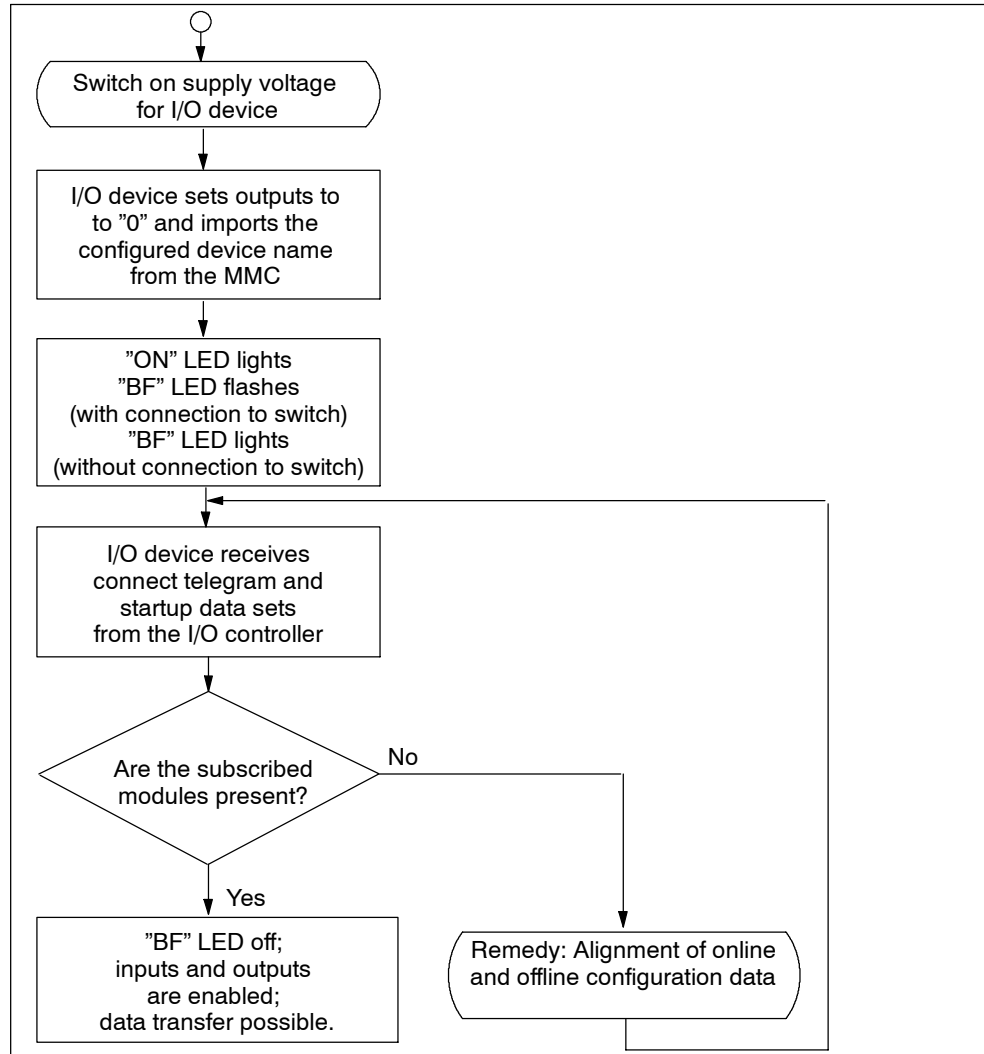 Switch on supply voltage
for I/O device
I/O device sets outputs to
to ”0” and imports the
configured device name
from the MMC
”ON” LED lights
”BF” LED flashes
(with connection to switch)
”BF” LED lights
(without connection to switch)
I/O device receives
connect telegram and
startup data sets
from the I/O controller
Are the subscribed
modules present?
No
Yes
”BF” LED off;
inputs and outputs
are enabled;
data transfer possible.
Remedy: Alignment of online
and offline configuration data